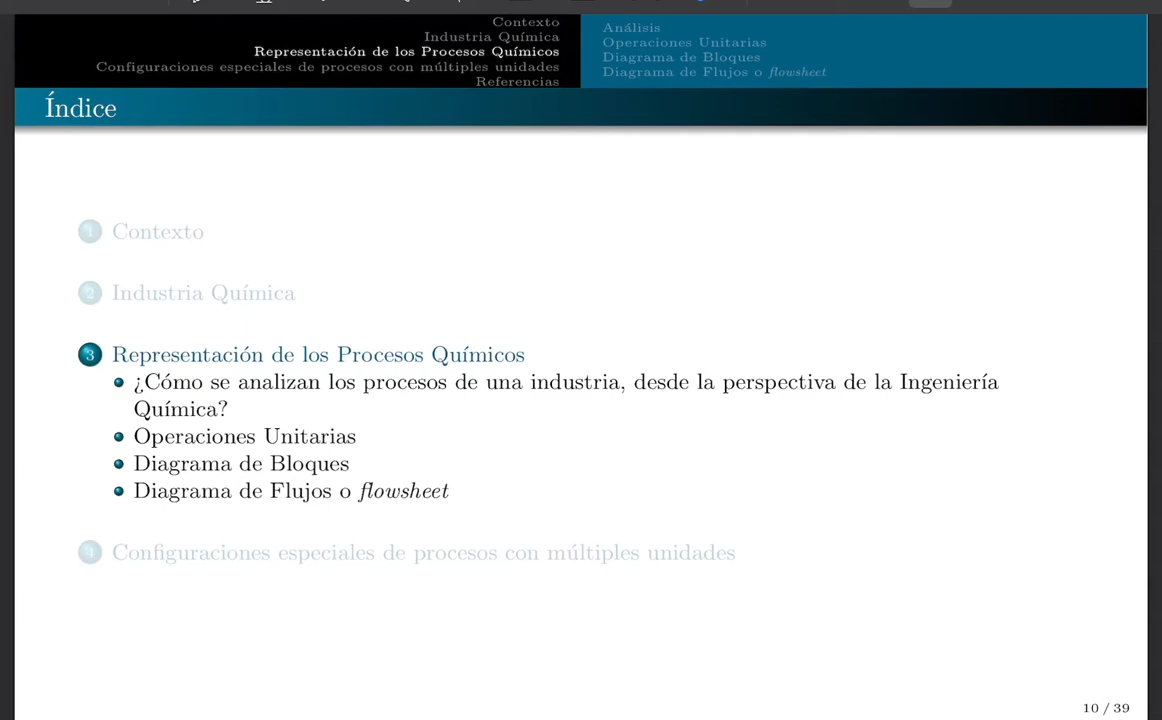 Contexto
Industria Química
Representación de los Procesos Químicos
Configuraciones especiales de procesos con múltiples unidades
Referencias
Análisis
Operaciones Unitarias
Diagrama de Bloques
Diagrama de Flujos o flowsheet
Índice
1 Contexto
2 Industria Química
3 Representación de los Procesos Químicos
¿Cómo se analizan los procesos de una industria, desde la perspectiva de la Ingeniería
Química?
Operaciones Unitarias
Diagrama de Bloques
Diagrama de Flujos o flowsheet
4 Configuraciones especiales de procesos con múltiples unidades
10 / 39